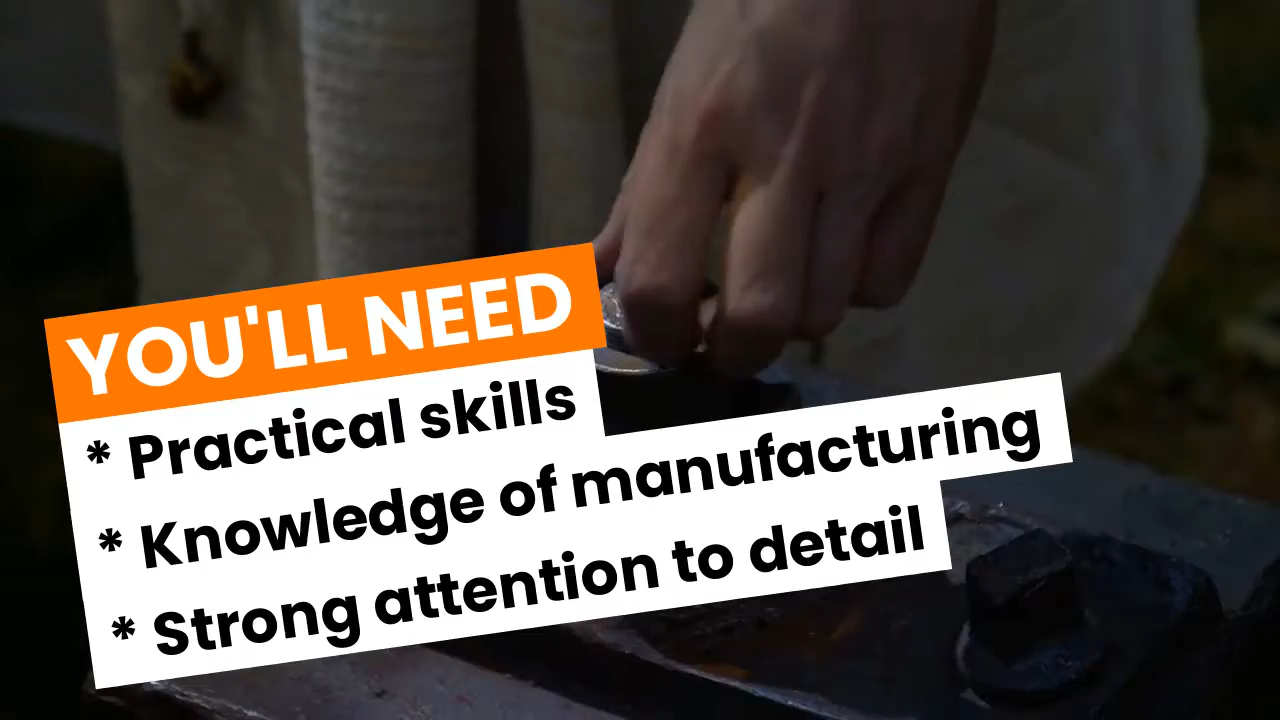 YOU'LL NEED
* Practical skills
* Knowledge of manufacturing
* Strong attention to detail